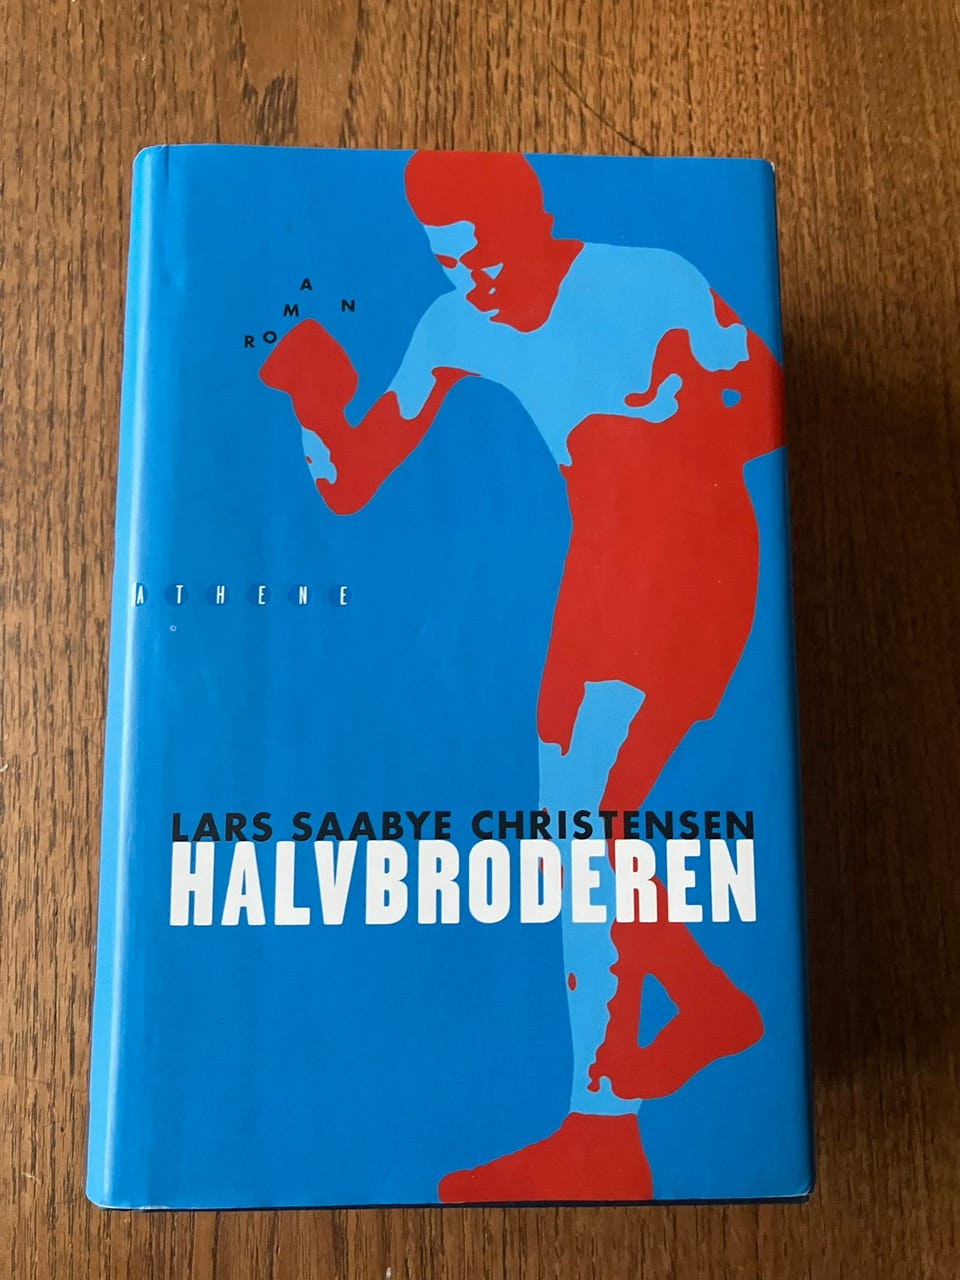 ROMAN
ATHENE
LARS SAABYE CHRISTENSEN
HALVBRODEREN